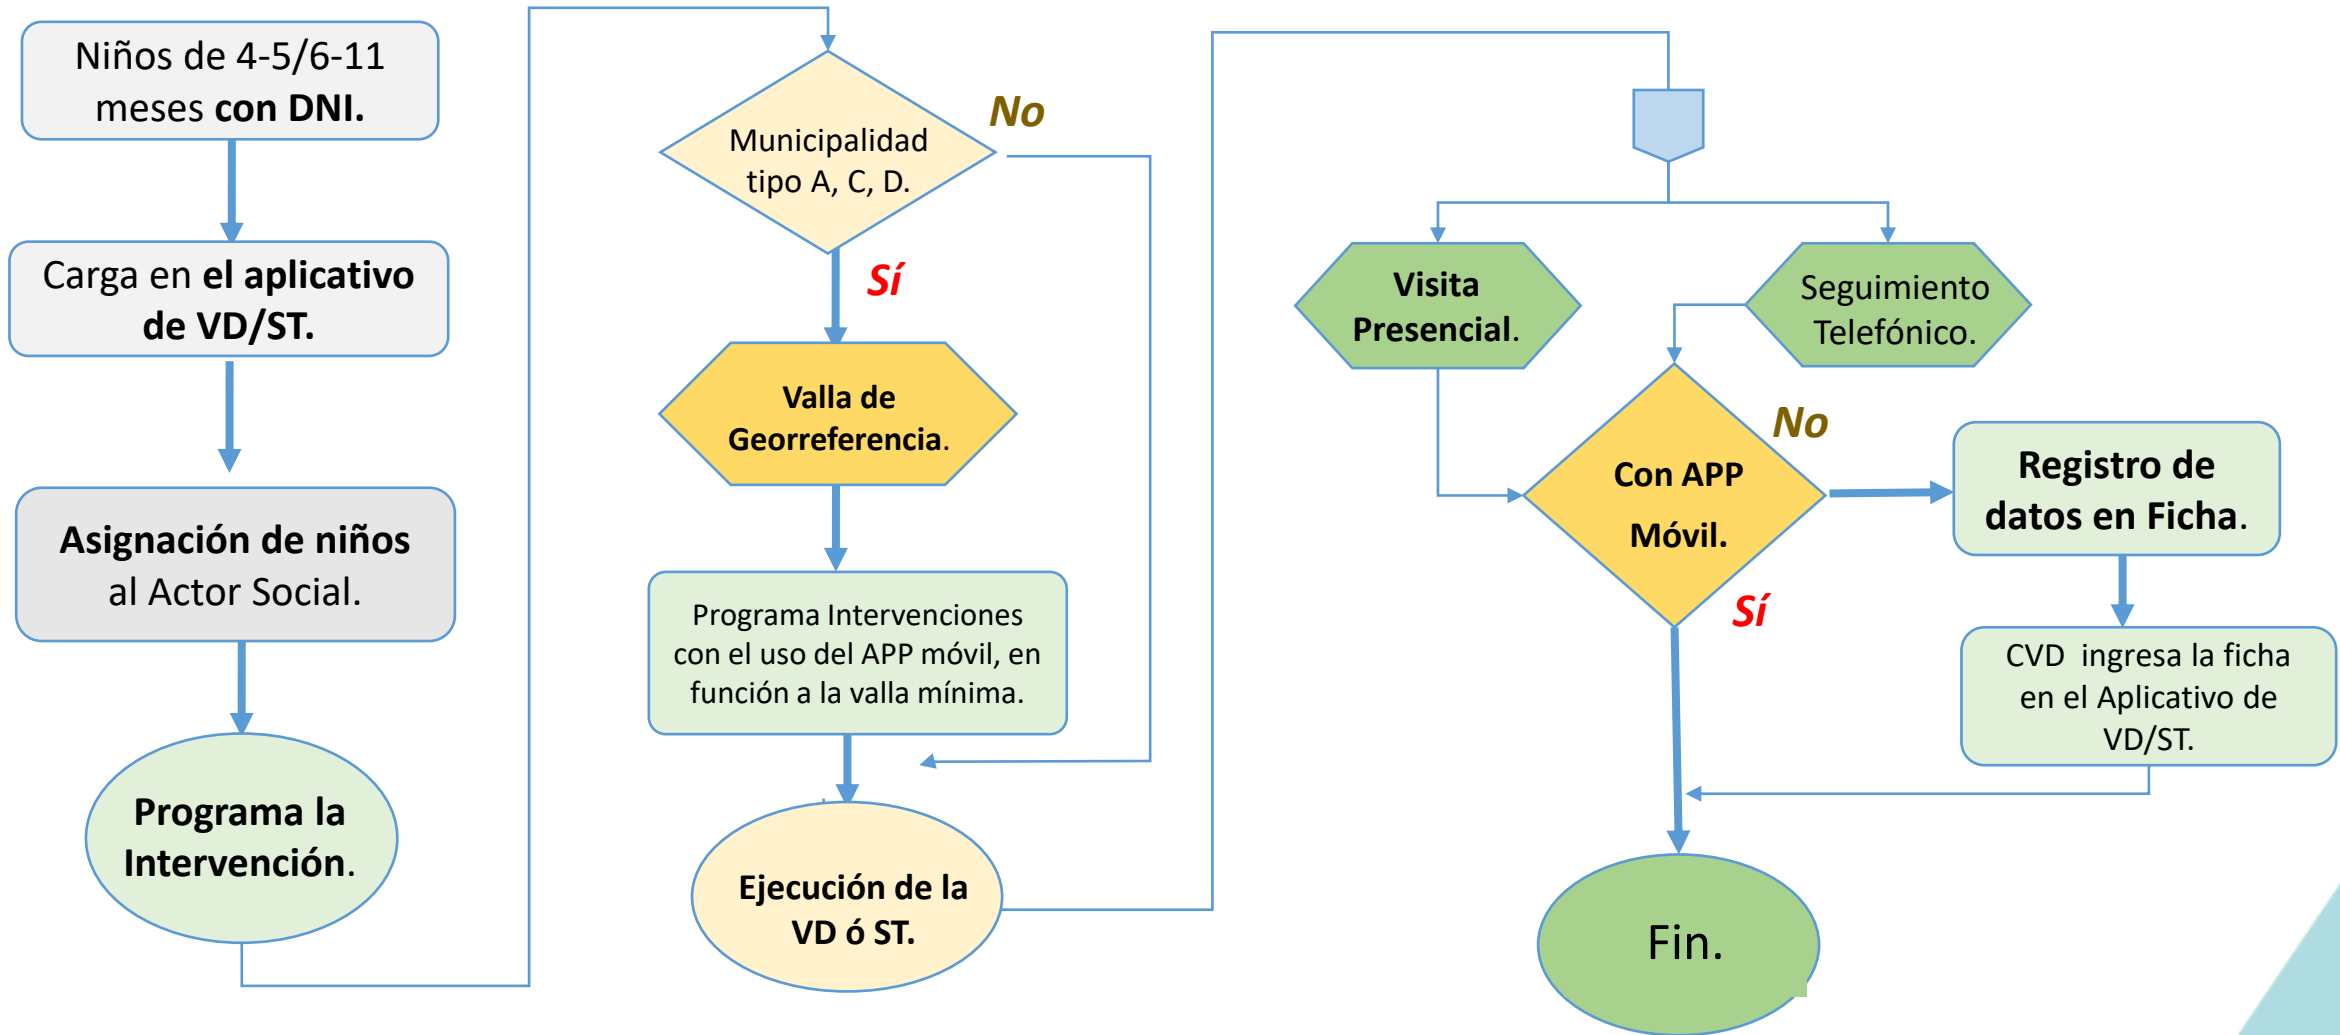 Niños de 4-5/6-11
meses con DNI.
Carga en el aplicativo
de VD/ST.
Asignación de niños
al Actor Social.
Programa la
Intervención.
Municipalidad
tipo A, C, D.
No
Sí
Valla de
Georreferencia.
Programa Intervenciones
con el uso del APP móvil, en
función a la valla mínima.
Ejecución de la
VD ó ST.
Visita
Presencial.
Seguimiento
Telefónico.
Con APP
Móvil.
No
Sí
Registro de
datos en Ficha.
CVD ingresa la ficha
en el Aplicativo de
VD/ST.
Fin.